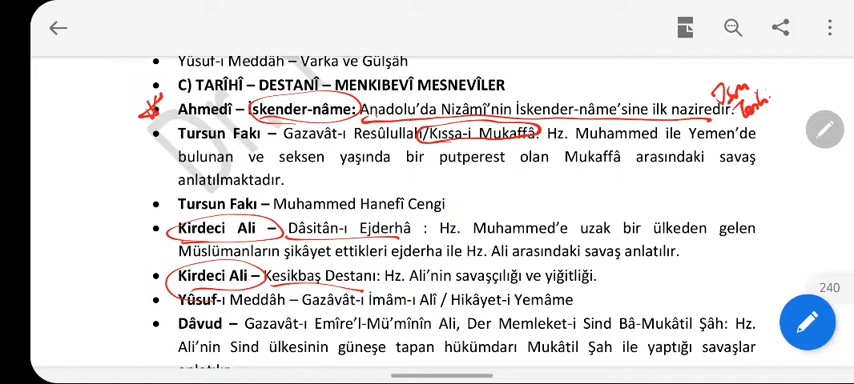 Yûsuf-ı Meddâh – Varka ve Gülşâh
C) TARÎHÎ – DESTANÎ – MENKIBEVÎ MESNEVÎLER
Ahmedî – İskender-nâme: Anadolu'da Nizâmî'nin İskender-nâme'sine ilk naziredir.
Tursun Fakı – Gazavât-ı Resûlullah/Kıssa-i Mukaffâ: Hz. Muhammed ile Yemen'de
bulunan ve seksen yaşında bir putperest olan Mukaffâ arasındaki savaş
anlatılmaktadır.
Tursun Fakı – Muhammed Hanefî Cengi
Kirdeci Ali – Dâsitân-ı Ejderhâ : Hz. Muhammed'e uzak bir ülkeden gelen
Müslümanların şikâyet ettikleri ejderha ile Hz. Ali arasındaki savaş anlatılır.
Kirdeci Ali – Kesikbaş Destanı: Hz. Ali'nin savaşçılığı ve yiğitliği.
240
Yûsuf-ı Meddâh – Gazâvât-ı İmâm-ı Alî / Hikâyet-i Yemâme
Dâvud – Gazavât-ı Emîre'l-Mü'mînîn Ali, Der Memleket-i Sind Bâ-Mukâtil Şâh: Hz.
Ali'nin Sind ülkesinin güneşe tapan hükümdarı Mukâtil Şah ile yaptığı savaşlar